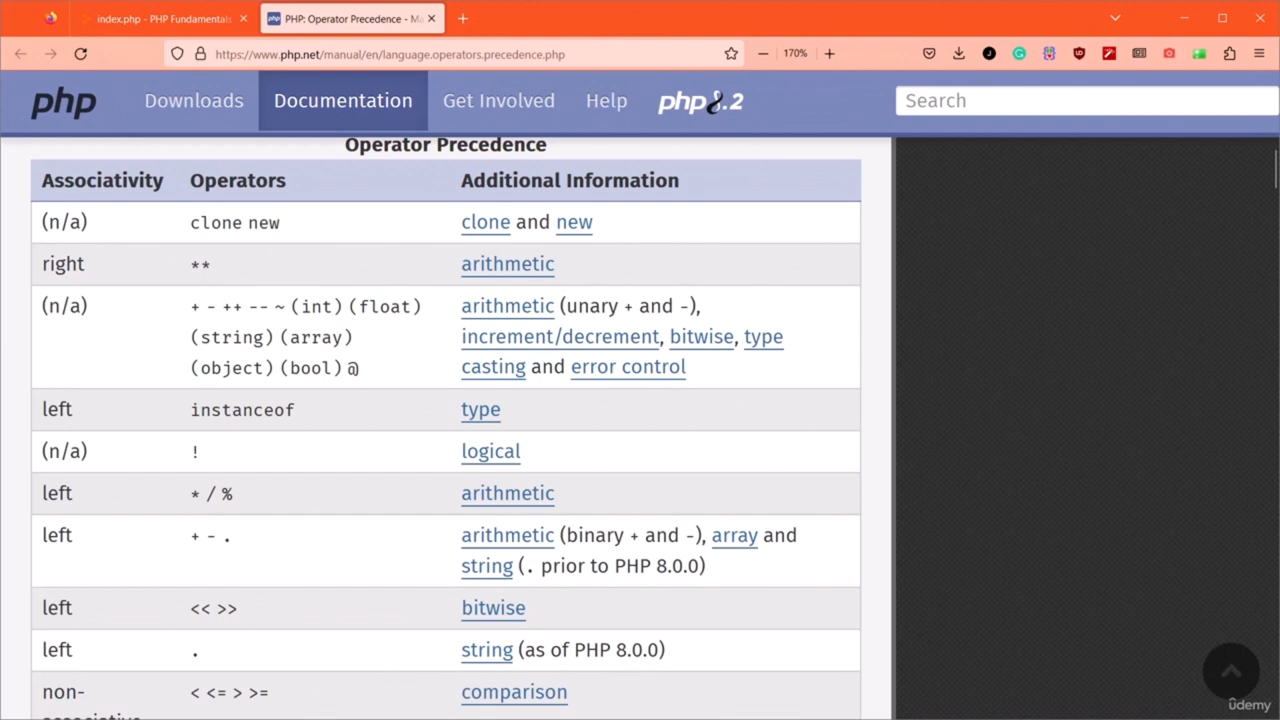 index.php - PHP Fundamentals
PHP: Operator Precedence - Ma
https://www.php.net/manual/en/language.operators.precedence.php
170%
php
Downloads
Documentation
Get Involved
Help
php8.2
Search
Operator Precedence
Associativity Operators Additional Information
(n/a) clone new clone and new
right ** arithmetic
(n/a) + - ++ -- ~ (int) (float) arithmetic (unary + and -),
(string) (array) increment/decrement, bitwise, type
(object) (bool) @ casting and error control
left instanceof type
(n/a) ! logical
left * / % arithmetic
left + - . arithmetic (binary + and -), array and
string (. prior to PHP 8.0.0)
left << >> bitwise
left . string (as of PHP 8.0.0)
non- < <= > >= comparison
associative
ûdemy